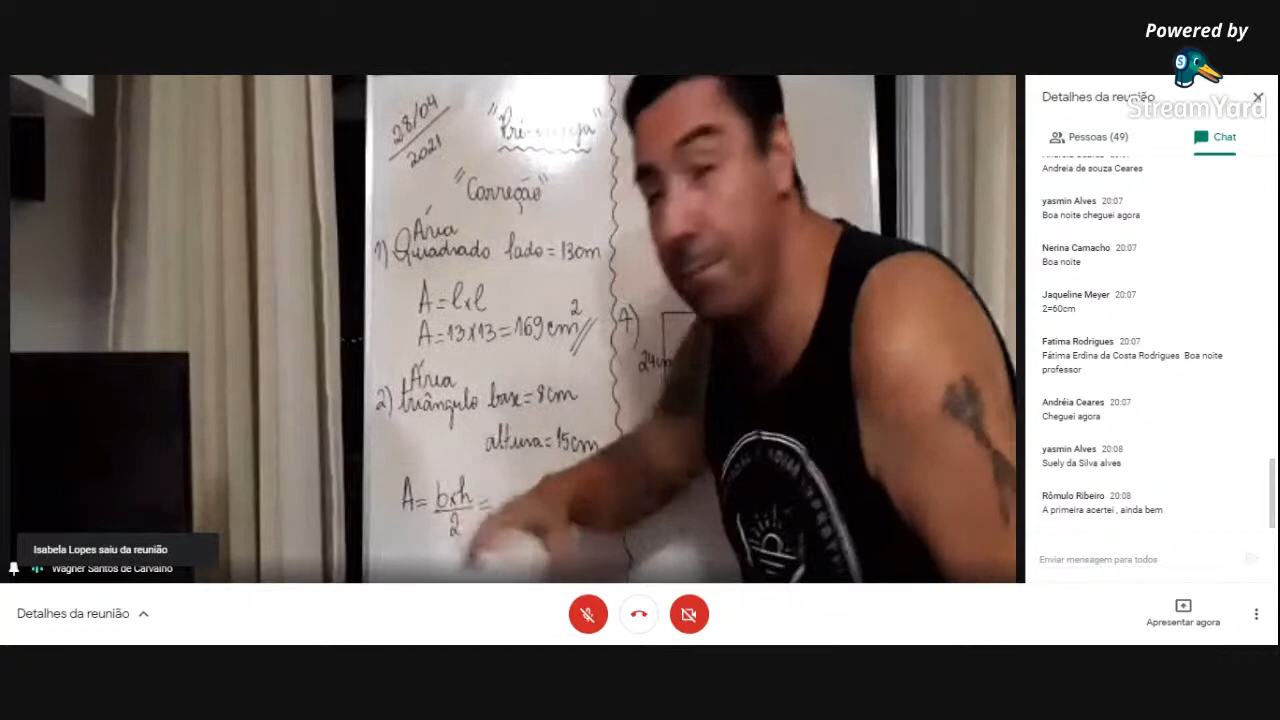 Powered by
StreamYard
28/04
2021
"Correção"
Área
1) Quadrado lado = 13cm
A = l x l
A = 13 x 13 = 169 cm²//
Área
2) triângulo base = 8cm
altura = 15cm
A = b x h / 2 =
4)
24cm
Isabela Lopes saiu da reunião
Wagner Santos de Carvalho
Detalhes da reunião
Pessoas (49)
Chat
Andreia de souza Ceares
yasmin Alves 20:07
Boa noite cheguei agora
Nerina Camacho 20:07
Boa noite
Jaqueline Meyer 20:07
2=60cm
Fatima Rodrigues 20:07
Fátima Erdina da Costa Rodrigues Boa noite
professor
Andréia Ceares 20:07
Cheguei agora
yasmin Alves 20:08
Suely da Silva alves
Rômulo Ribeiro 20:08
A primeira acertei , ainda bem
Enviar mensagem para todos
Detalhes da reunião
Apresentar agora